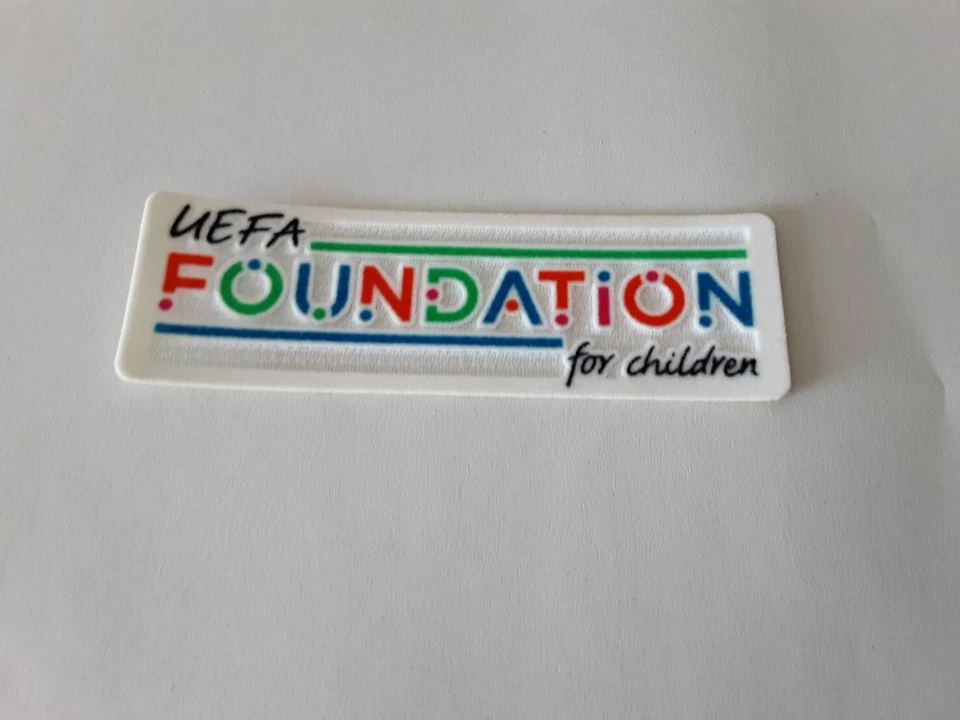 UEFA
FOUNDATION
for children